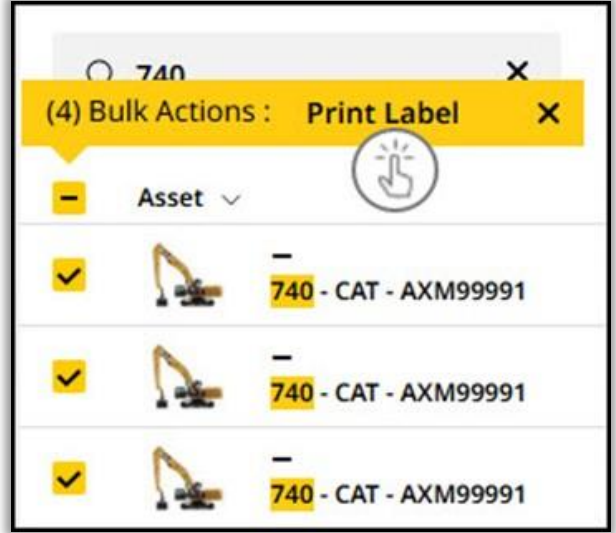 740
(4) Bulk Actions : Print Label
Asset
740 - CAT - AXM99991
740 - CAT - AXM99991
740 - CAT - AXM99991